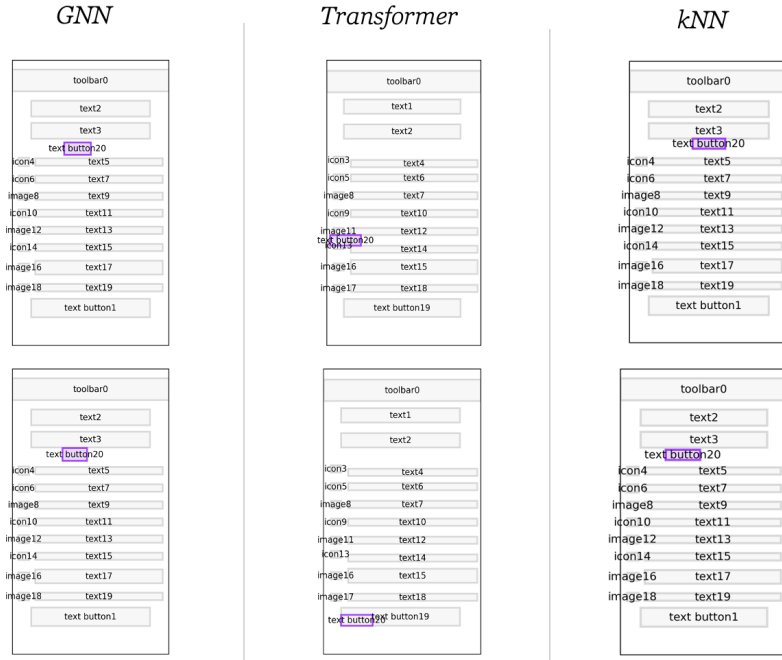 GNN
Transformer
kNN
toolbar0
text2
text3
text button20
icon4 text5
icon6 text7
image8 text9
icon10 text11
image12 text13
icon14 text15
image16 text17
image18 text19
text button1
toolbar0
text1
text2
icon3 text4
icon5 text6
image8 text7
icon9 text10
image11 text12
text button20
icon13 text14
image16 text15
image17 text18
text button19
toolbar0
text2
text3
text button20
icon4 text5
icon6 text7
image8 text9
icon10 text11
image12 text13
icon14 text15
image16 text17
image18 text19
text button1
toolbar0
text2
text3
text button20
icon4 text5
icon6 text7
image8 text9
icon10 text11
image12 text13
icon14 text15
image16 text17
image18 text19
text button1
toolbar0
text1
text2
icon3 text4
icon5 text6
image8 text7
icon9 text10
image11 text12
icon13 text14
image16 text15
image17 text18
text button19
text button20
toolbar0
text2
text3
text button20
icon4 text5
icon6 text7
image8 text9
icon10 text11
image12 text13
icon14 text15
image16 text17
image18 text19
text button1